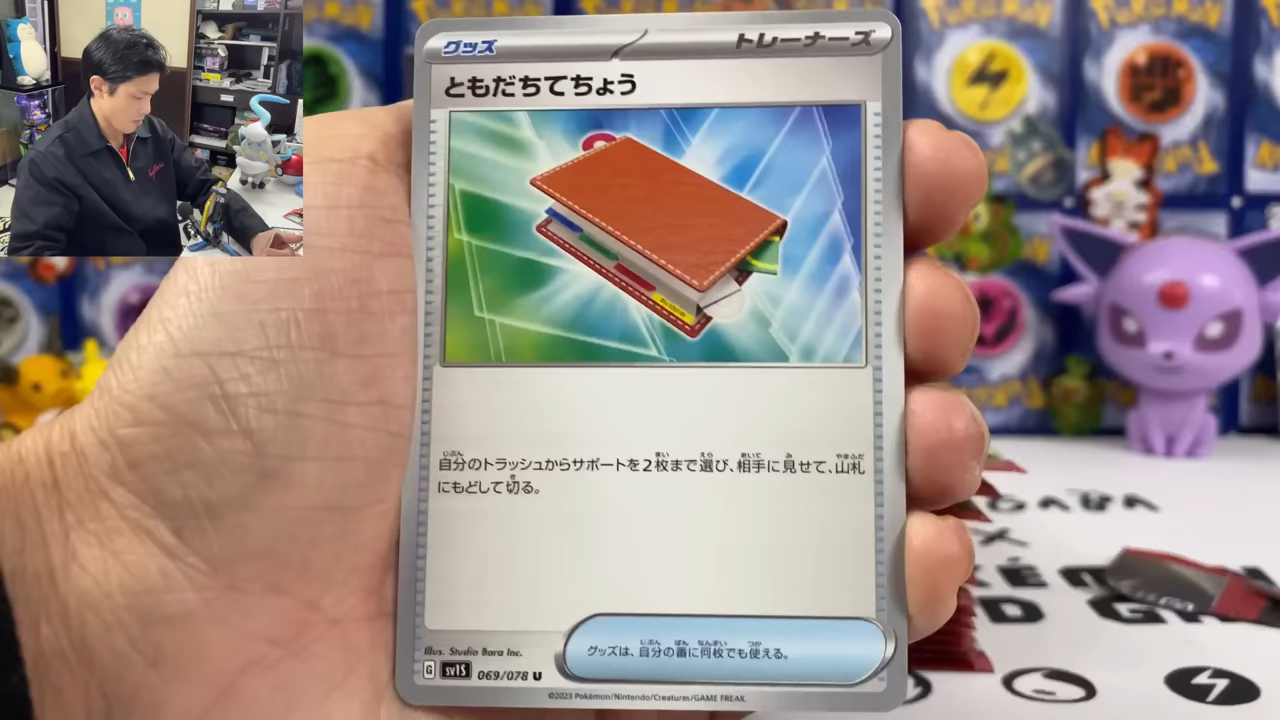 グッズ
トレーナーズ
ともだちてちょう
自分のトラッシュからサポートを2枚まで選び、相手に見せて、山札
にもどして切る。
グッズは、自分の番に何枚でも使える。
Illus. Studio Bora Inc.
G SV1S 069/078 U
©2023 Pokémon/Nintendo/Creatures/GAME FREAK.